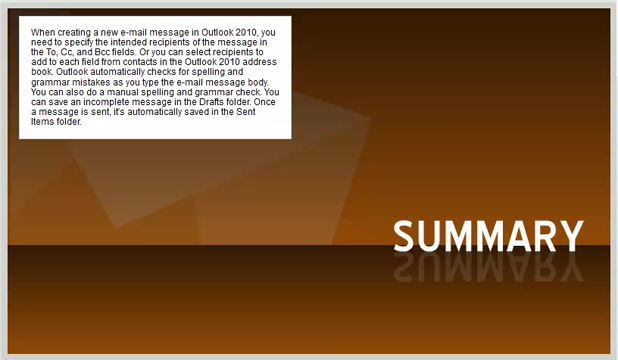 When creating a new e-mail message in Outlook 2010, you
need to specify the intended recipients of the message in
the To, Cc, and Bcc fields. Or you can select recipients to
add to each field from contacts in the Outlook 2010 address
book. Outlook automatically checks for spelling and
grammar mistakes as you type the e-mail message body.
You can also do a manual spelling and grammar check. You
can save an incomplete message in the Drafts folder. Once
a message is sent, it's automatically saved in the Sent
Items folder.
SUMMARY